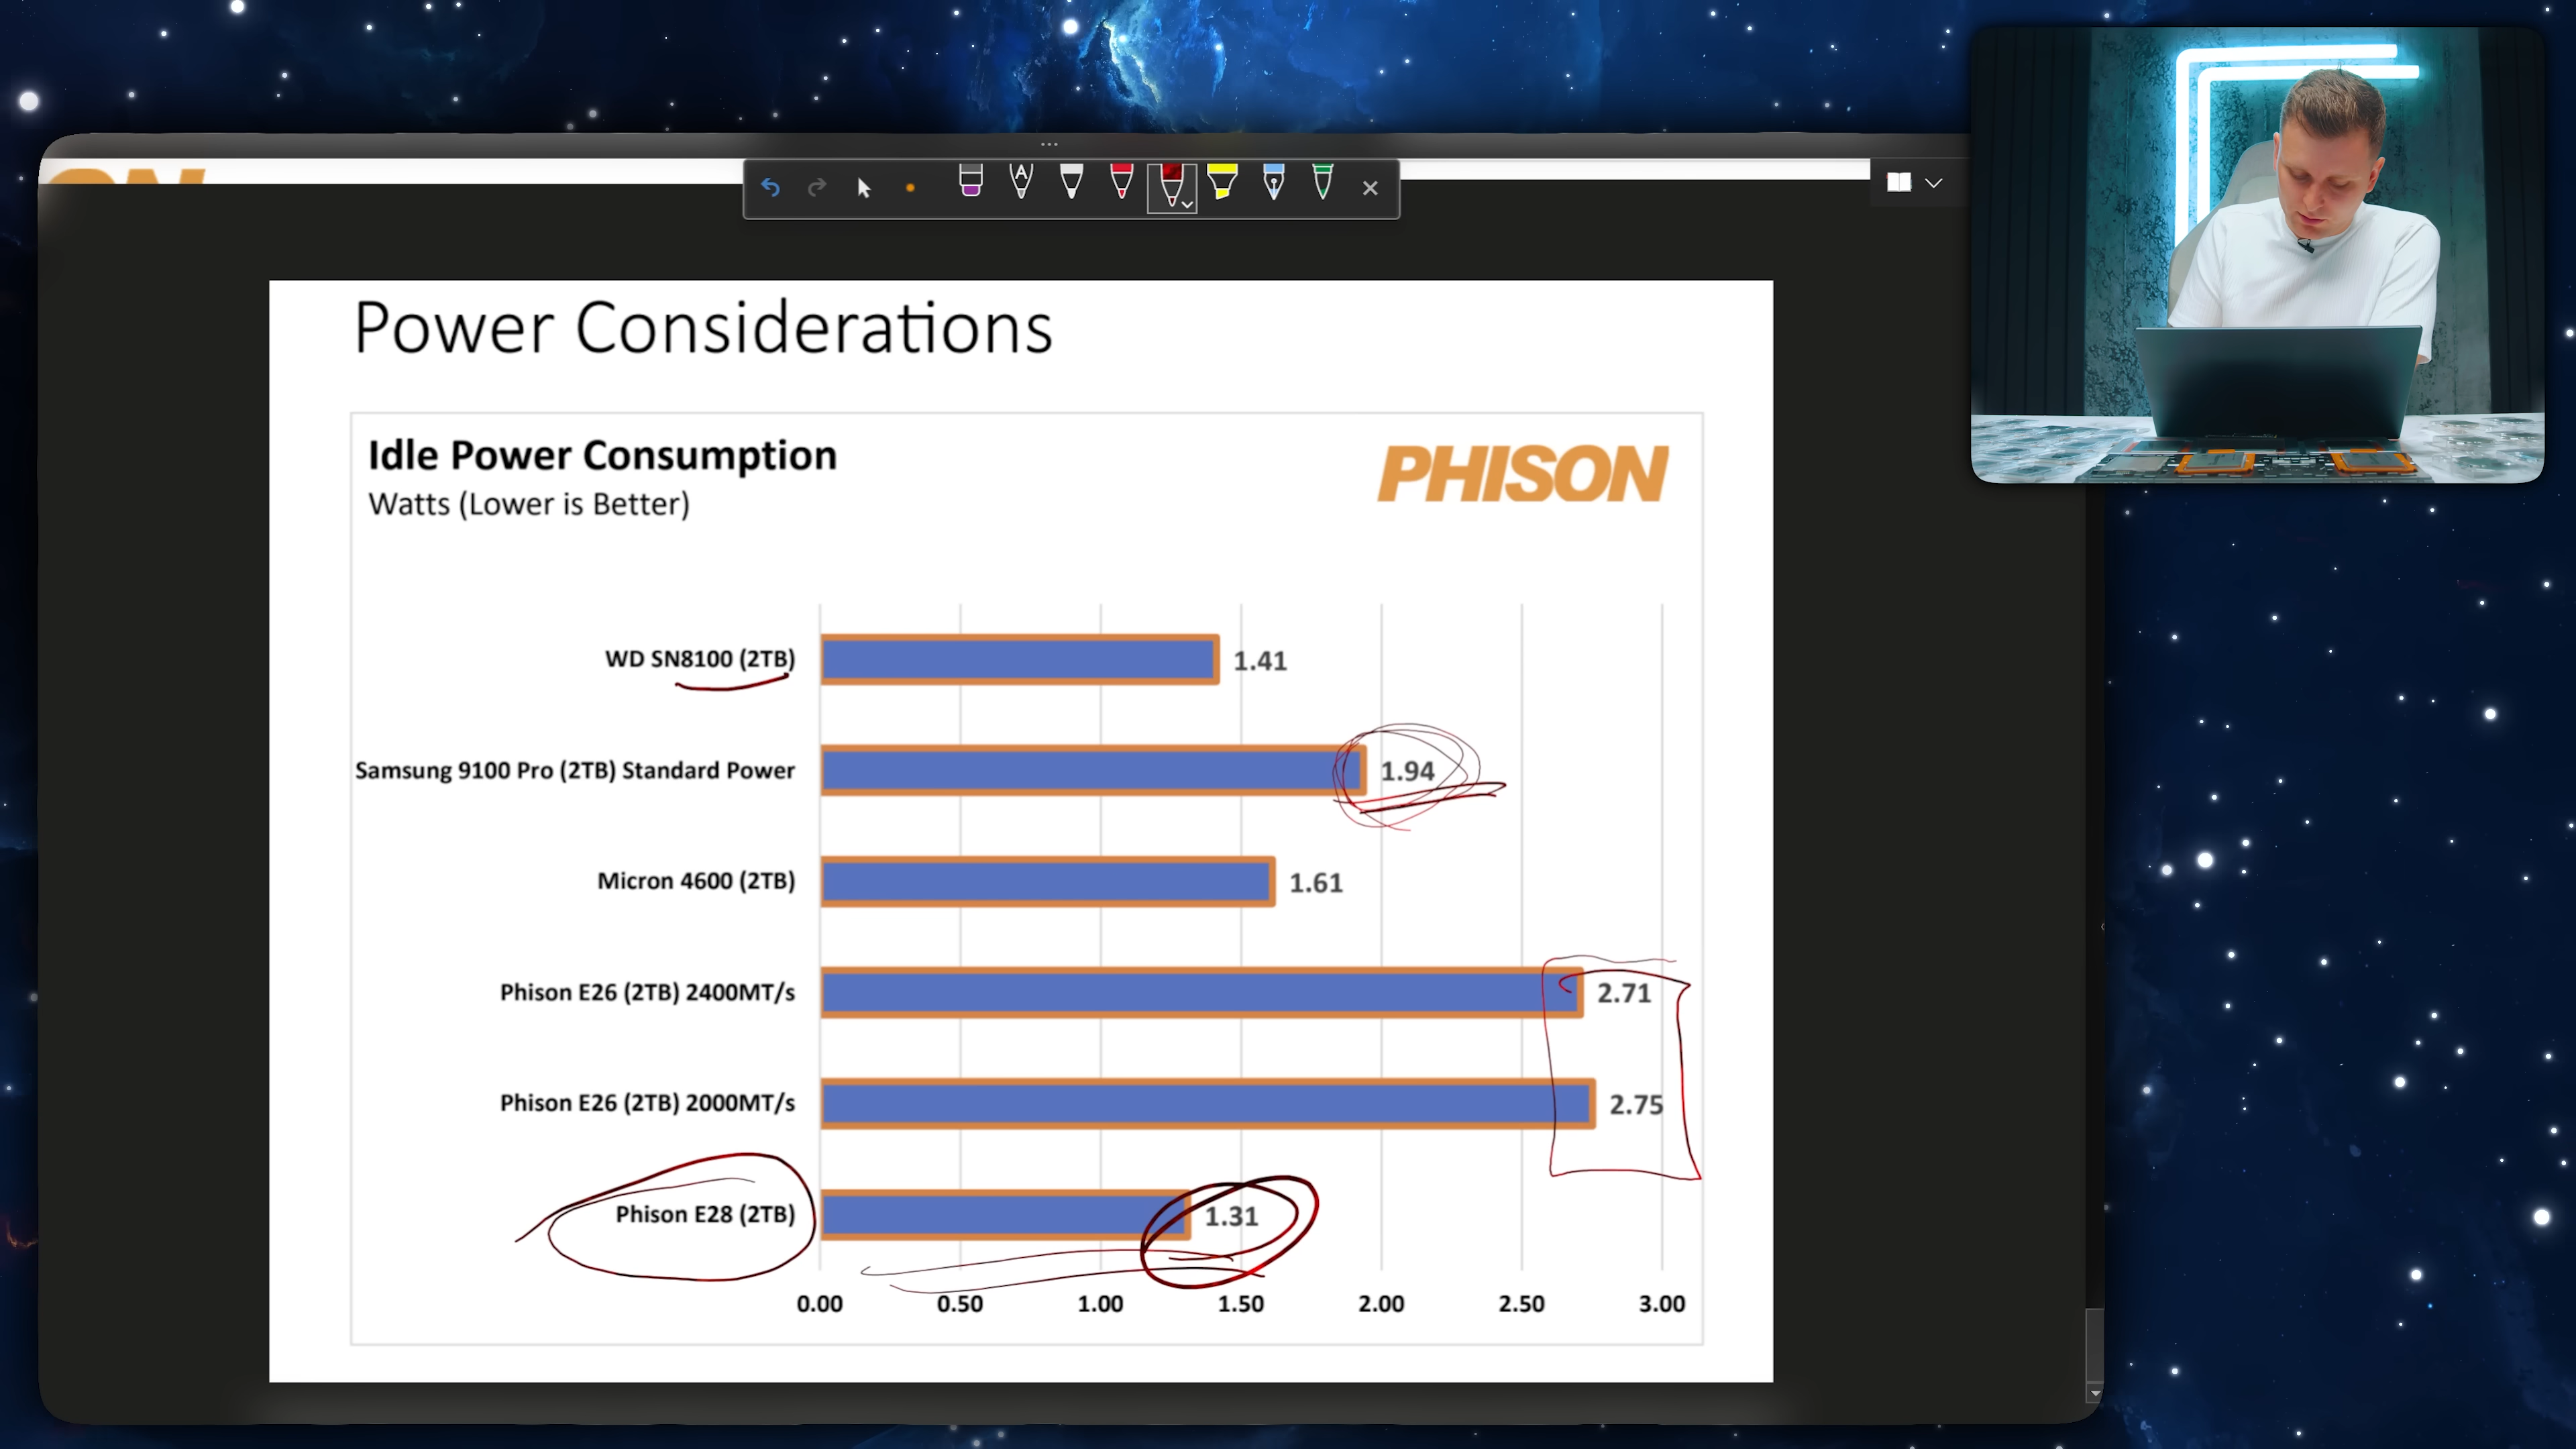 Power Considerations
Idle Power Consumption
Watts (Lower is Better)
PHISON
WD SN8100 (2TB)
1.41
Samsung 9100 Pro (2TB) Standard Power
1.94
Micron 4600 (2TB)
1.61
Phison E26 (2TB) 2400MT/s
2.71
Phison E26 (2TB) 2000MT/s
2.75
Phison E28 (2TB)
1.31
0.00 0.50 1.00 1.50 2.00 2.50 3.00